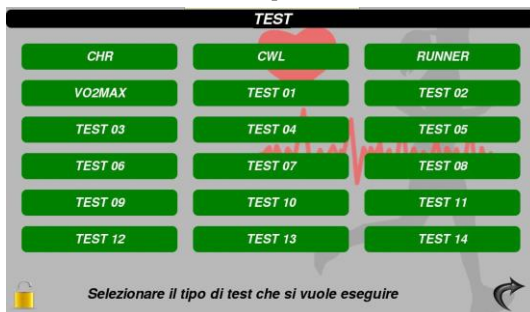 TEST
CHR CWL RUNNER
VO2MAX TEST 01 TEST 02
TEST 03 TEST 04 TEST 05
TEST 06 TEST 07 TEST 08
TEST 09 TEST 10 TEST 11
TEST 12 TEST 13 TEST 14
Selezionare il tipo di test che si vuole eseguire